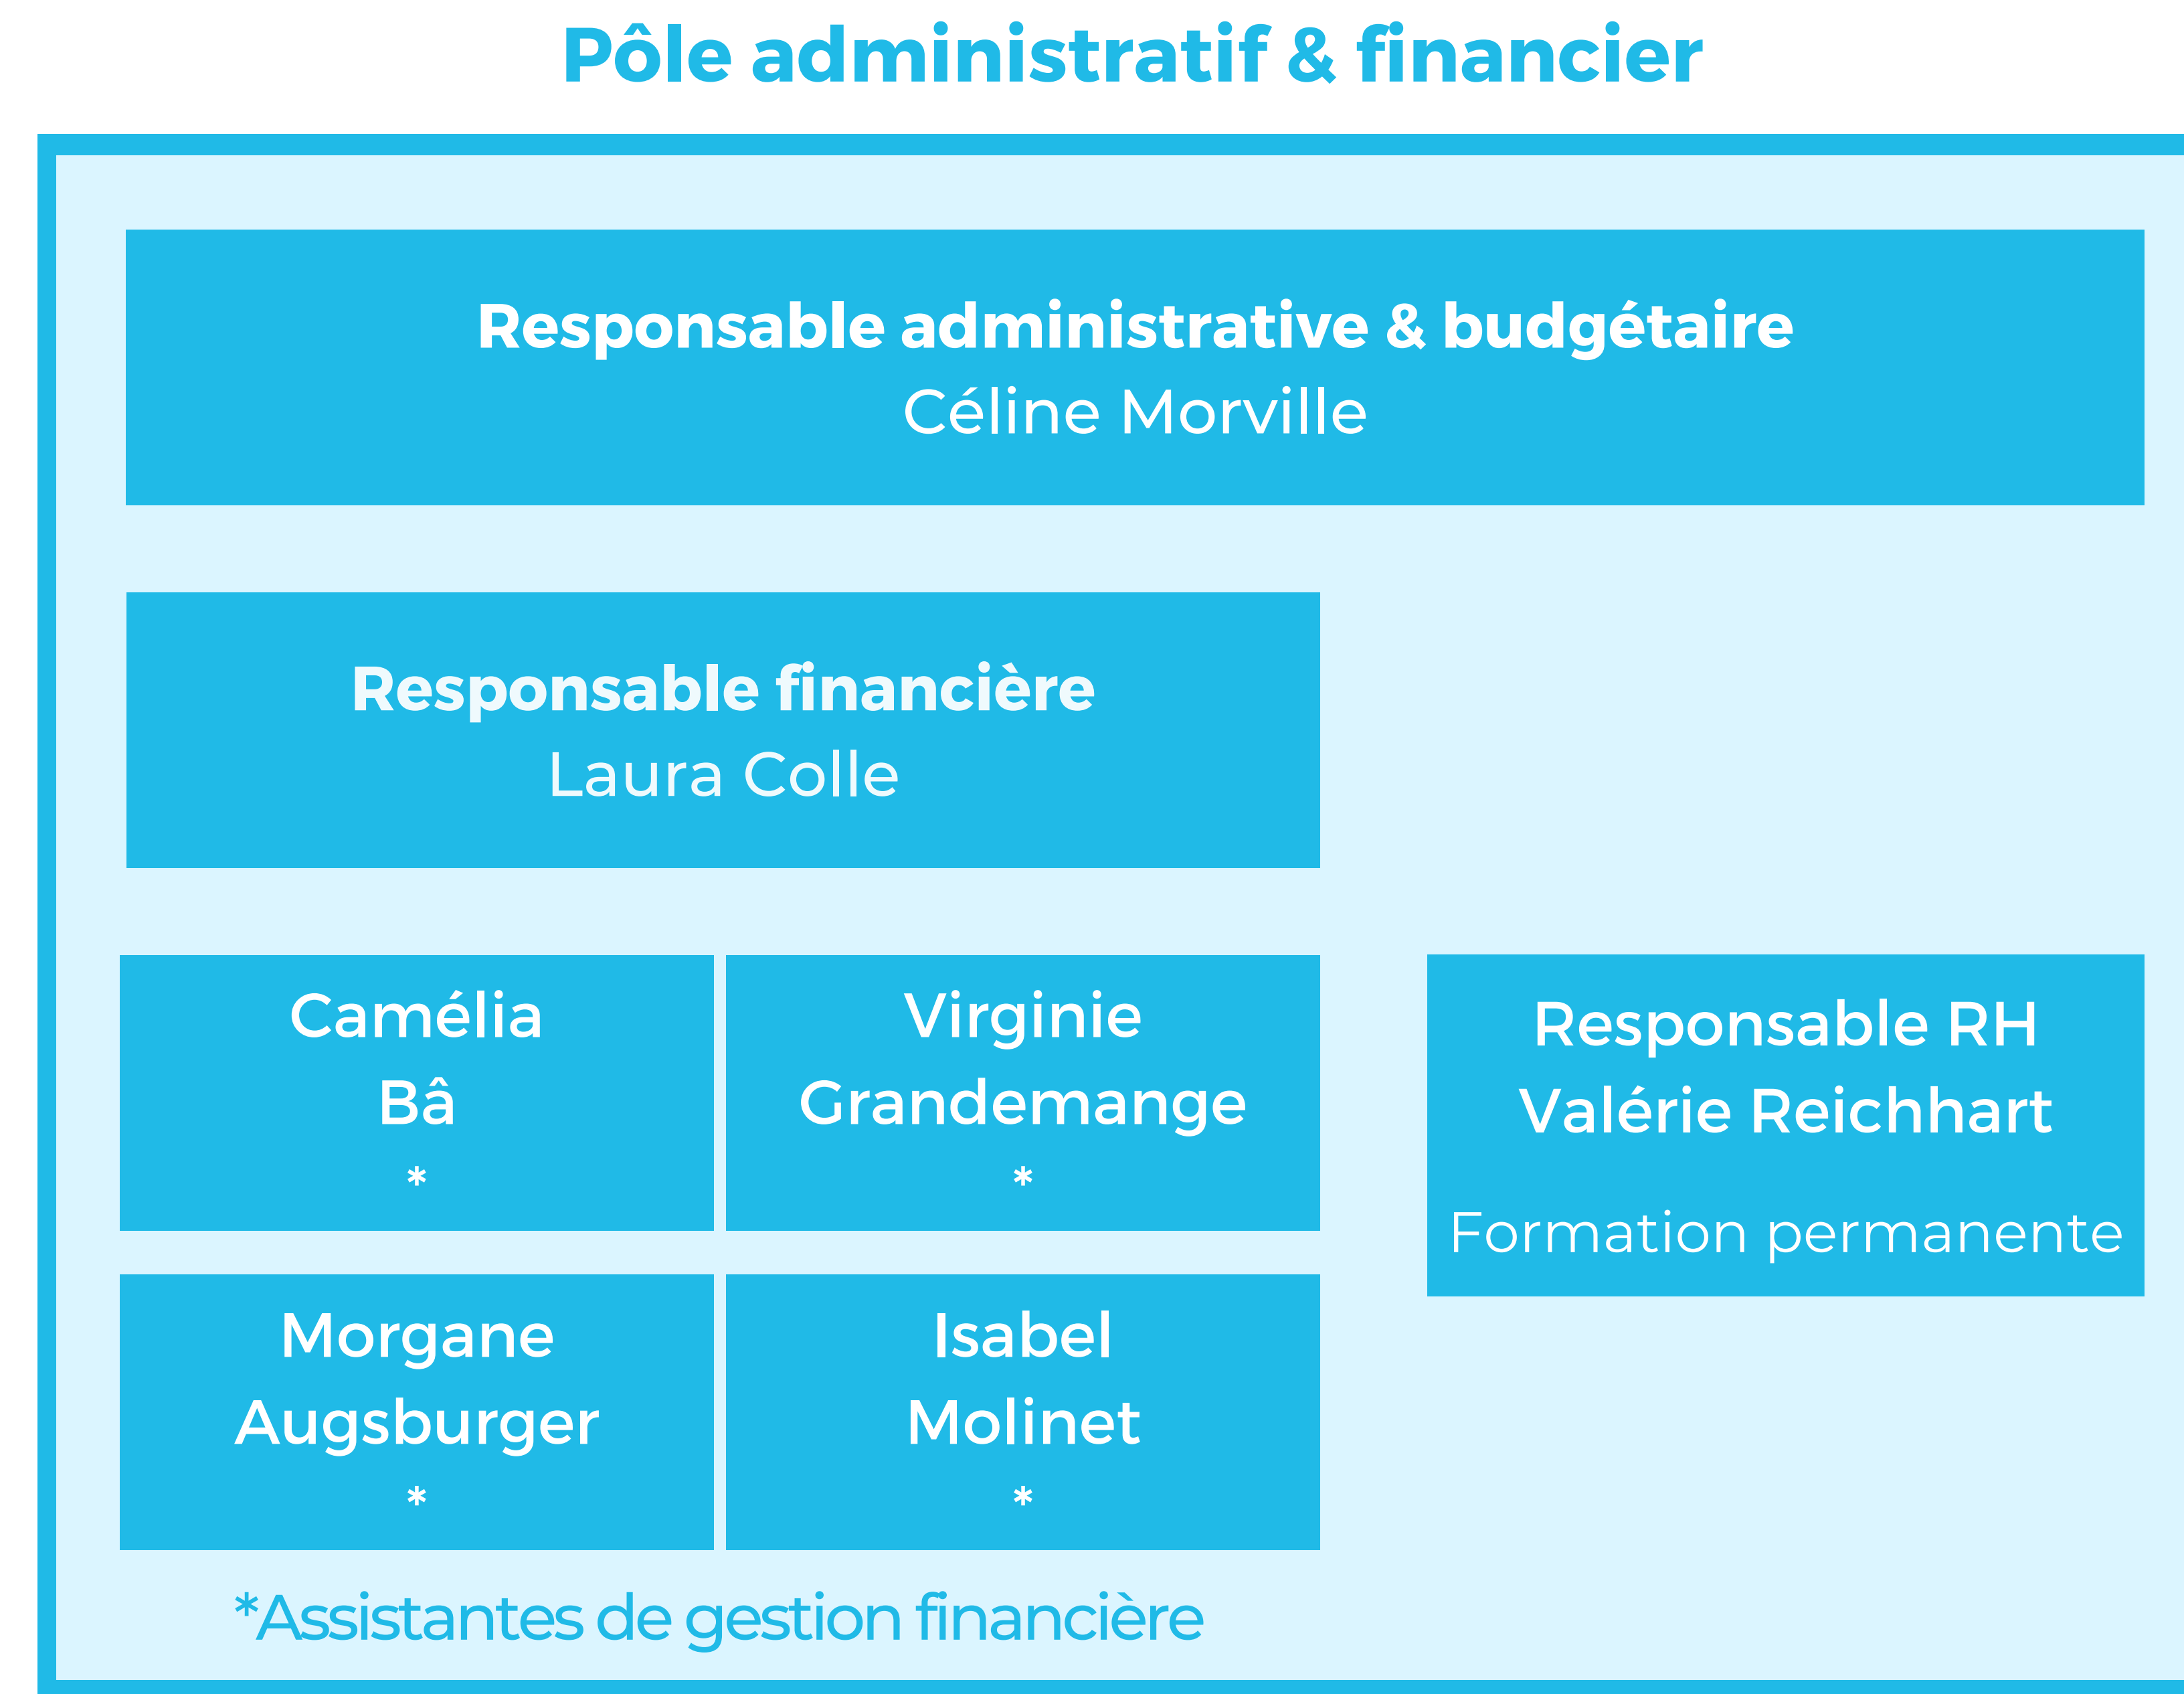 Pôle administratif & financier
Responsable administrative & budgétaire
Céline Morville
Responsable financière
Laura Colle
Camélia
Bâ
*
Virginie
Grandemange
*
Responsable RH
Valérie Reichhart
Formation permanente
Morgane
Augsburger
*
Isabel
Molinet
*
*Assistantes de gestion financière